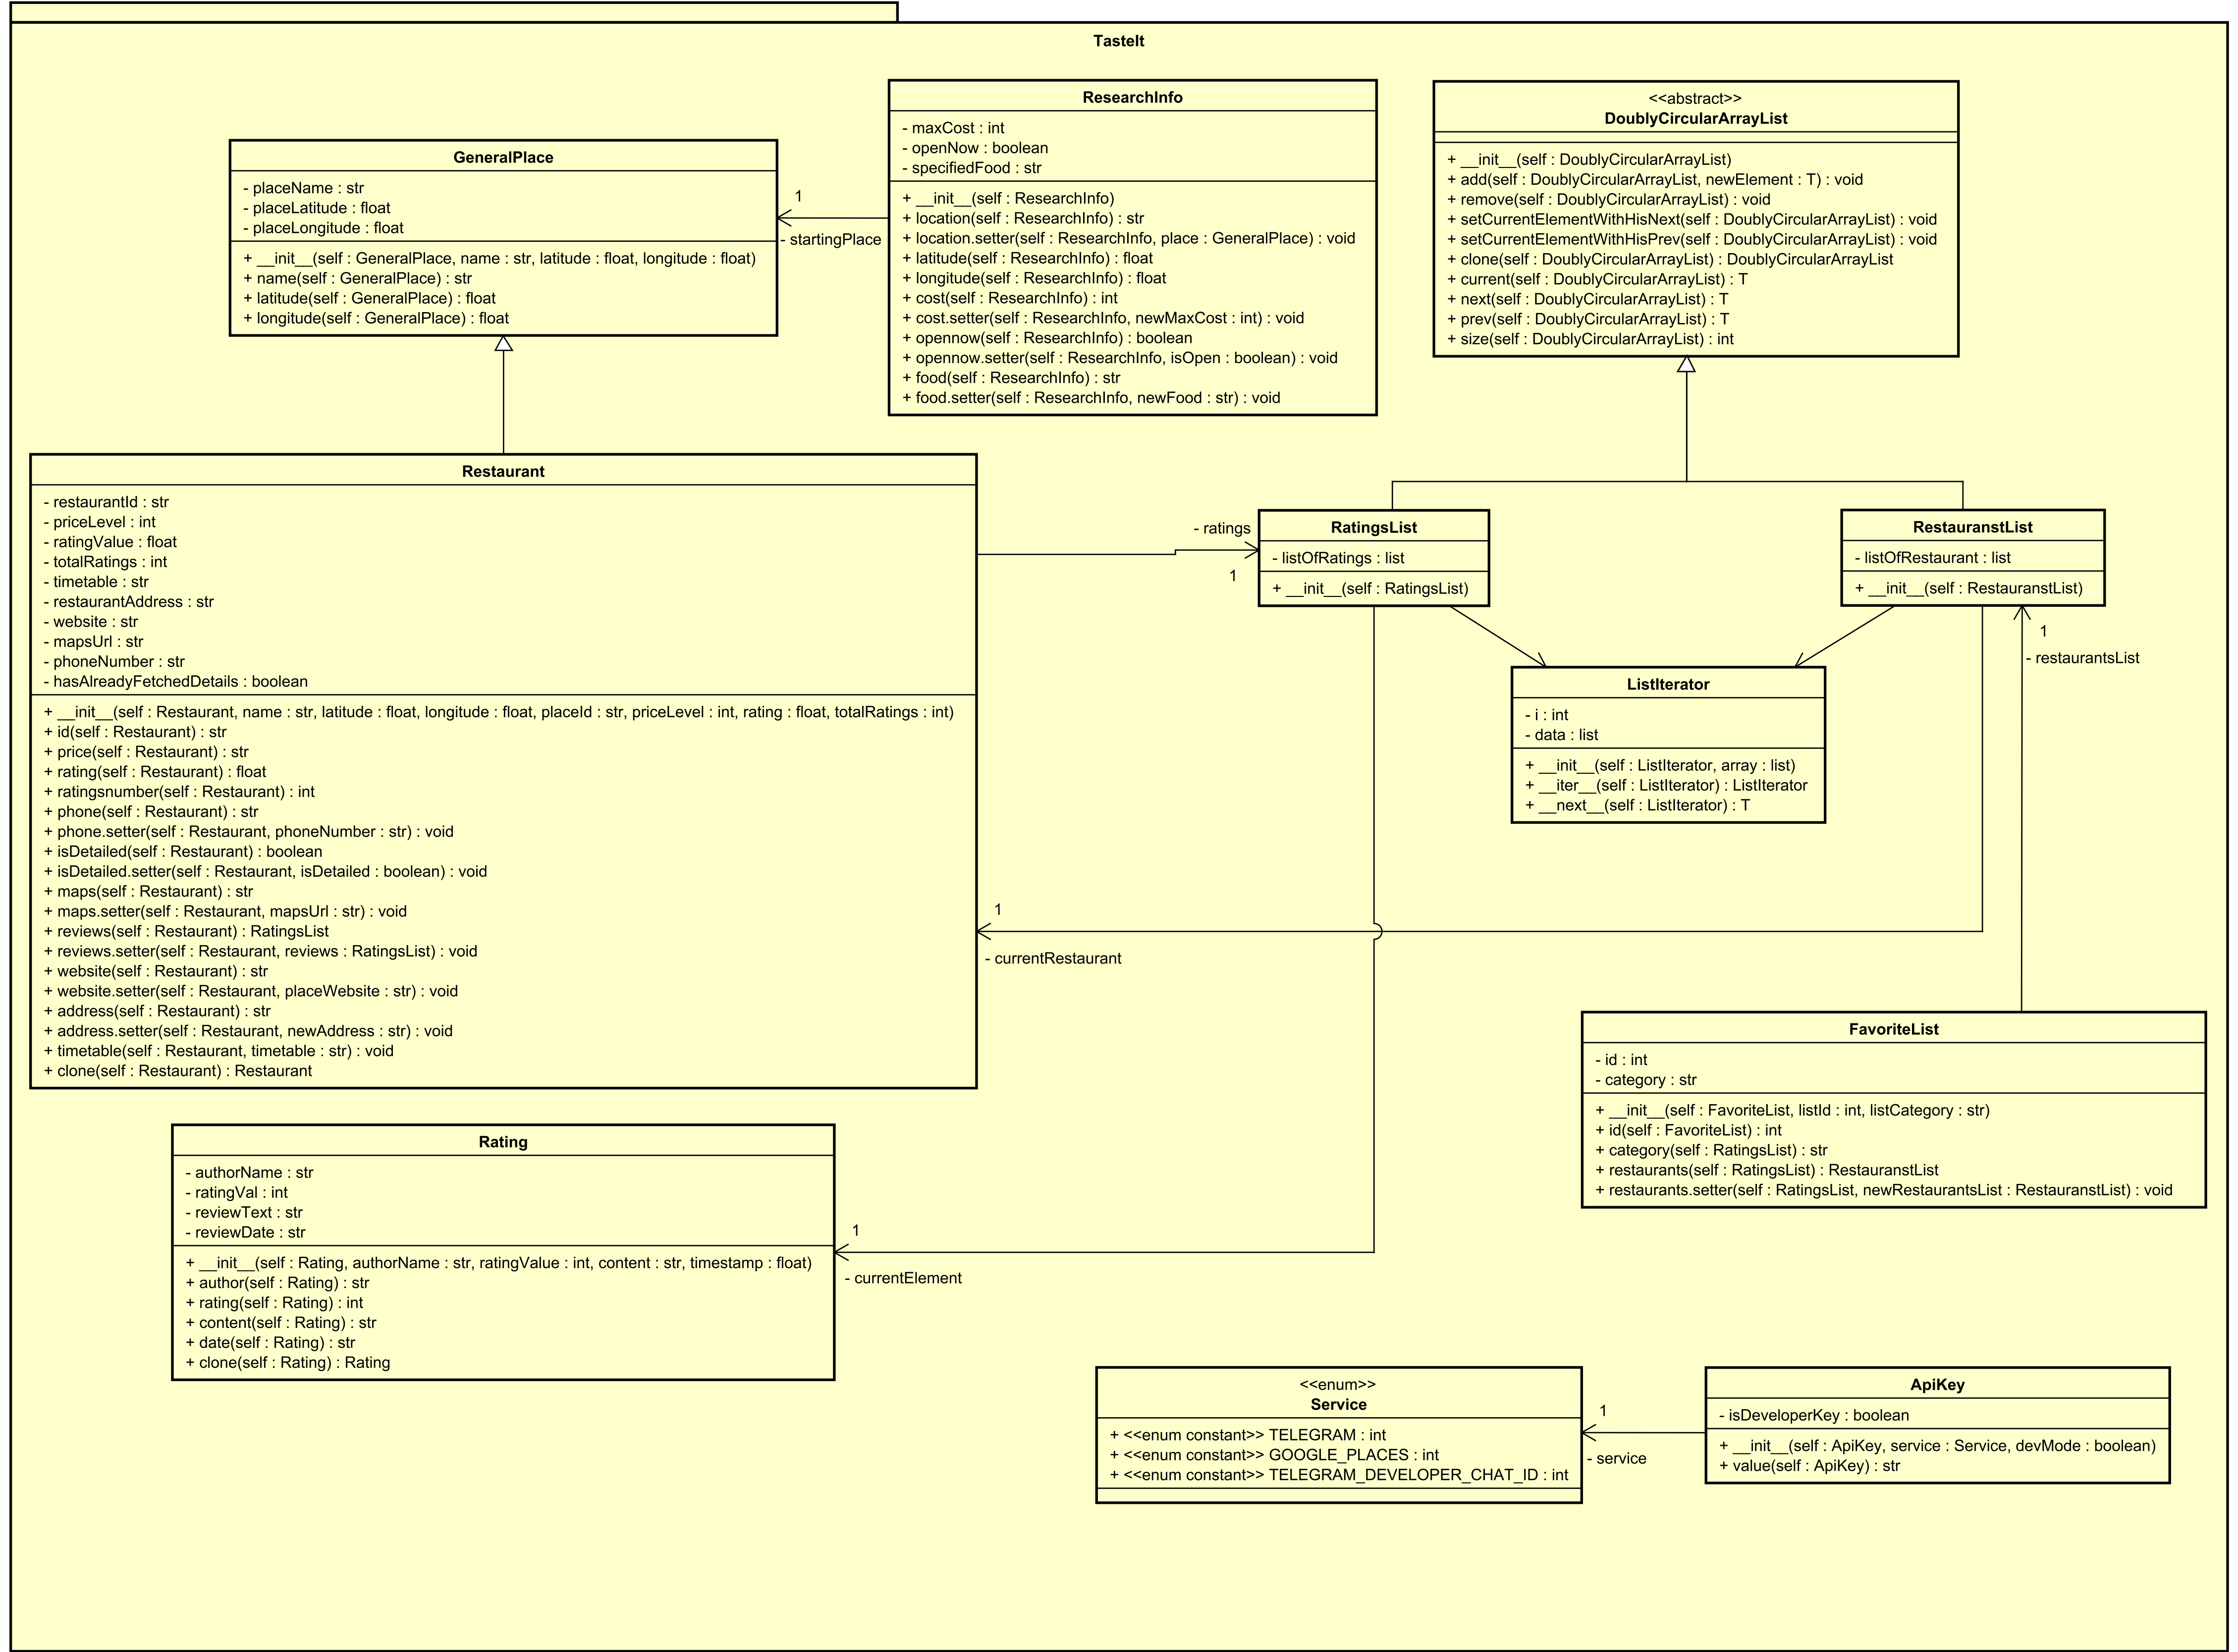 TasteIt
GeneralPlace
- placeName : str
- placeLatitude : float
- placeLongitude : float
+ __init__(self : GeneralPlace, name : str, latitude : float, longitude : float)
+ name(self : GeneralPlace) : str
+ latitude(self : GeneralPlace) : float
+ longitude(self : GeneralPlace) : float
1
- startingPlace
ResearchInfo
- maxCost : int
- openNow : boolean
- specifiedFood : str
+ __init__(self : ResearchInfo)
+ location(self : ResearchInfo) : str
+ location.setter(self : ResearchInfo, place : GeneralPlace) : void
+ latitude(self : ResearchInfo) : float
+ longitude(self : ResearchInfo) : float
+ cost(self : ResearchInfo) : int
+ cost.setter(self : ResearchInfo, newMaxCost : int) : void
+ opennow(self : ResearchInfo) : boolean
+ opennow.setter(self : ResearchInfo, isOpen : boolean) : void
+ food(self : ResearchInfo) : str
+ food.setter(self : ResearchInfo, newFood : str) : void
<<abstract>>
DoublyCircularArrayList
+ __init__(self : DoublyCircularArrayList)
+ add(self : DoublyCircularArrayList, newElement : T) : void
+ remove(self : DoublyCircularArrayList) : void
+ setCurrentElementWithHisNext(self : DoublyCircularArrayList) : void
+ setCurrentElementWithHisPrev(self : DoublyCircularArrayList) : void
+ clone(self : DoublyCircularArrayList) : DoublyCircularArrayList
+ current(self : DoublyCircularArrayList) : T
+ next(self : DoublyCircularArrayList) : T
+ prev(self : DoublyCircularArrayList) : T
+ size(self : DoublyCircularArrayList) : int
Restaurant
- restaurantId : str
- priceLevel : int
- ratingValue : float
- totalRatings : int
- timetable : str
- restaurantAddress : str
- website : str
- mapsUrl : str
- phoneNumber : str
- hasAlreadyFetchedDetails : boolean
+ __init__(self : Restaurant, name : str, latitude : float, longitude : float, placeId : str, priceLevel : int, rating : float, totalRatings : int)
+ id(self : Restaurant) : str
+ price(self : Restaurant) : str
+ rating(self : Restaurant) : float
+ ratingsnumber(self : Restaurant) : int
+ phone(self : Restaurant) : str
+ phone.setter(self : Restaurant, phoneNumber : str) : void
+ isDetailed(self : Restaurant) : boolean
+ isDetailed.setter(self : Restaurant, isDetailed : boolean) : void
+ maps(self : Restaurant) : str
+ maps.setter(self : Restaurant, mapsUrl : str) : void
+ reviews(self : Restaurant) : RatingsList
+ reviews.setter(self : Restaurant, reviews : RatingsList) : void
+ website(self : Restaurant) : str
+ website.setter(self : Restaurant, placeWebsite : str) : void
+ address(self : Restaurant) : str
+ address.setter(self : Restaurant, newAddress : str) : void
+ timetable(self : Restaurant, timetable : str) : void
+ clone(self : Restaurant) : Restaurant
- ratings
1
RatingsList
- listOfRatings : list
+ __init__(self : RatingsList)
RestauranstList
- listOfRestaurant : list
+ __init__(self : RestauranstList)
1
- restaurantsList
ListIterator
- i : int
- data : list
+ __init__(self : ListIterator, array : list)
+ __iter__(self : ListIterator) : ListIterator
+ __next__(self : ListIterator) : T
1
- currentRestaurant
FavoriteList
- id : int
- category : str
+ __init__(self : FavoriteList, listId : int, listCategory : str)
+ id(self : FavoriteList) : int
+ category(self : RatingsList) : str
+ restaurants(self : RatingsList) : RestauranstList
+ restaurants.setter(self : RatingsList, newRestaurantsList : RestauranstList) : void
Rating
- authorName : str
- ratingVal : int
- reviewText : str
- reviewDate : str
+ __init__(self : Rating, authorName : str, ratingValue : int, content : str, timestamp : float)
+ author(self : Rating) : str
+ rating(self : Rating) : int
+ content(self : Rating) : str
+ date(self : Rating) : str
+ clone(self : Rating) : Rating
1
- currentElement
<<enum>>
Service
+ <<enum constant>> TELEGRAM : int
+ <<enum constant>> GOOGLE_PLACES : int
+ <<enum constant>> TELEGRAM_DEVELOPER_CHAT_ID : int
1
- service
ApiKey
- isDeveloperKey : boolean
+ __init__(self : ApiKey, service : Service, devMode : boolean)
+ value(self : ApiKey) : str